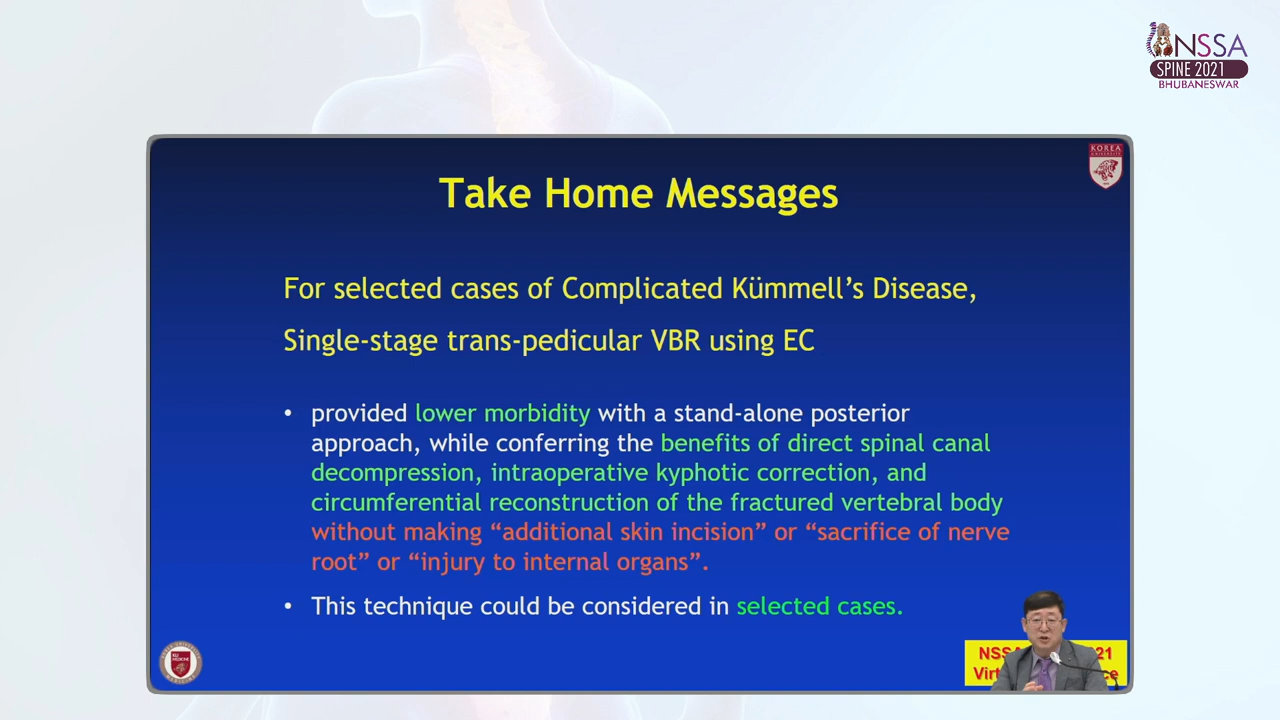 NSSA
SPINE 2021
BHUBANESWAR
KOREA
UNIVERSITY
Take Home Messages
For selected cases of Complicated Kümmell’s Disease,
Single-stage trans-pedicular VBR using EC
• provided lower morbidity with a stand-alone posterior
approach, while conferring the benefits of direct spinal canal
decompression, intraoperative kyphotic correction, and
circumferential reconstruction of the fractured vertebral body
without making “additional skin incision” or “sacrifice of nerve
root” or “injury to internal organs”.
• This technique could be considered in selected cases.